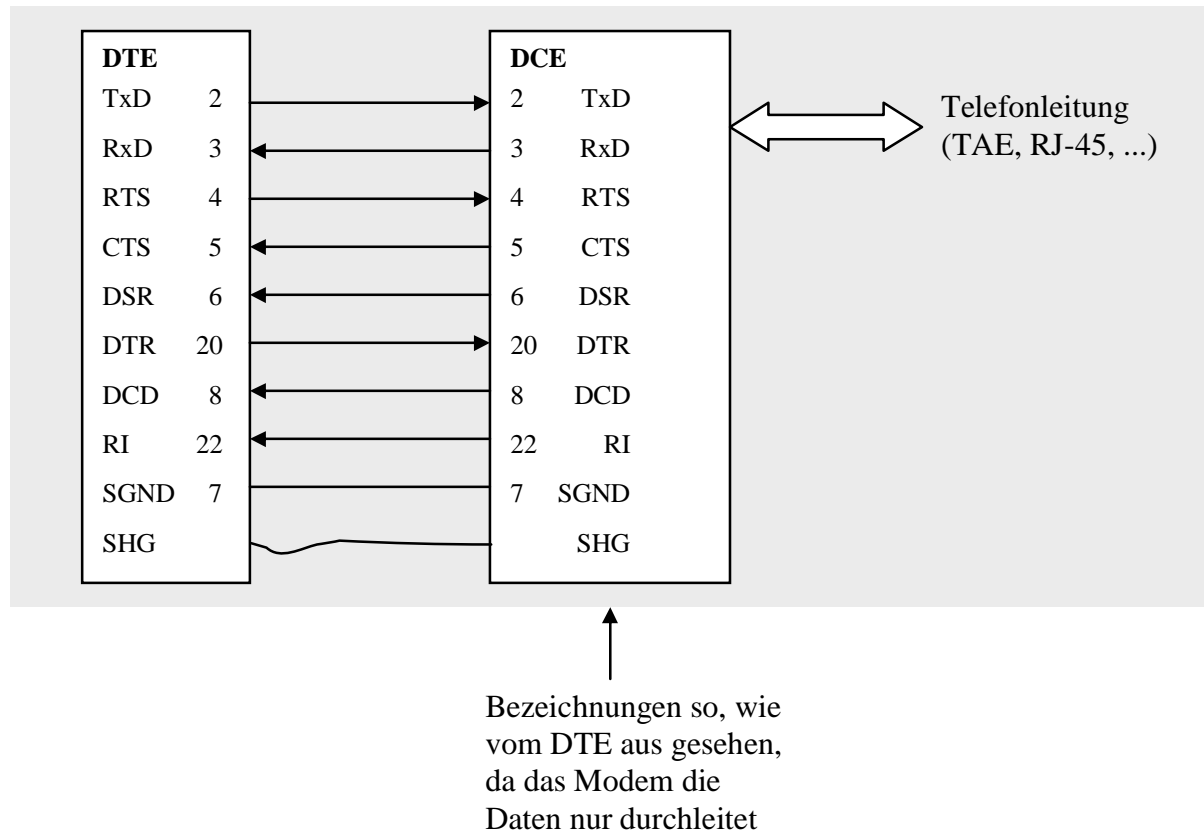 DTE
DCE
TxD 2
2 TxD
Telefonleitung
(TAE, RJ-45, ...)
RxD 3
3 RxD
RTS 4
4 RTS
CTS 5
5 CTS
DSR 6
6 DSR
DTR 20
20 DTR
DCD 8
8 DCD
RI 22
22 RI
SGND 7
7 SGND
SHG
SHG
Bezeichnungen so, wie
vom DTE aus gesehen,
da das Modem die
Daten nur durchleitet